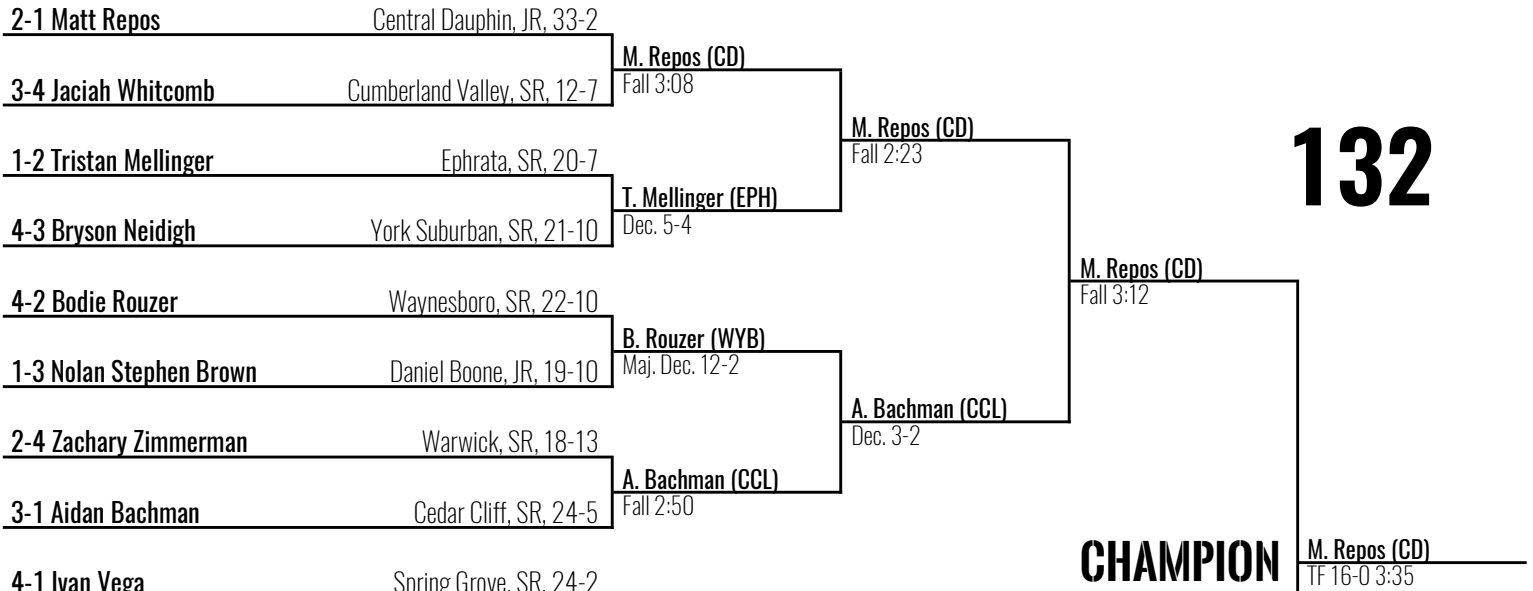 2-1 Matt Repos Central Dauphin, JR, 33-2
M. Repos (CD)
Fall 3:08
3-4 Jaciah Whitcomb Cumberland Valley, SR, 12-7
M. Repos (CD)
Fall 2:23
132
1-2 Tristan Mellinger Ephrata, SR, 20-7
T. Mellinger (EPH)
Dec. 5-4
4-3 Bryson Neidigh York Suburban, SR, 21-10
M. Repos (CD)
Fall 3:12
4-2 Bodie Rouzer Waynesboro, SR, 22-10
B. Rouzer (WYB)
Maj. Dec. 12-2
1-3 Nolan Stephen Brown Daniel Boone, JR, 19-10
A. Bachman (CCL)
Dec. 3-2
2-4 Zachary Zimmerman Warwick, SR, 18-13
A. Bachman (CCL)
Fall 2:50
3-1 Aidan Bachman Cedar Cliff, SR, 24-5
CHAMPION
M. Repos (CD)
TF 16-0 3:35
4-1 Ivan Vega Spring Grove, SR, 24-2